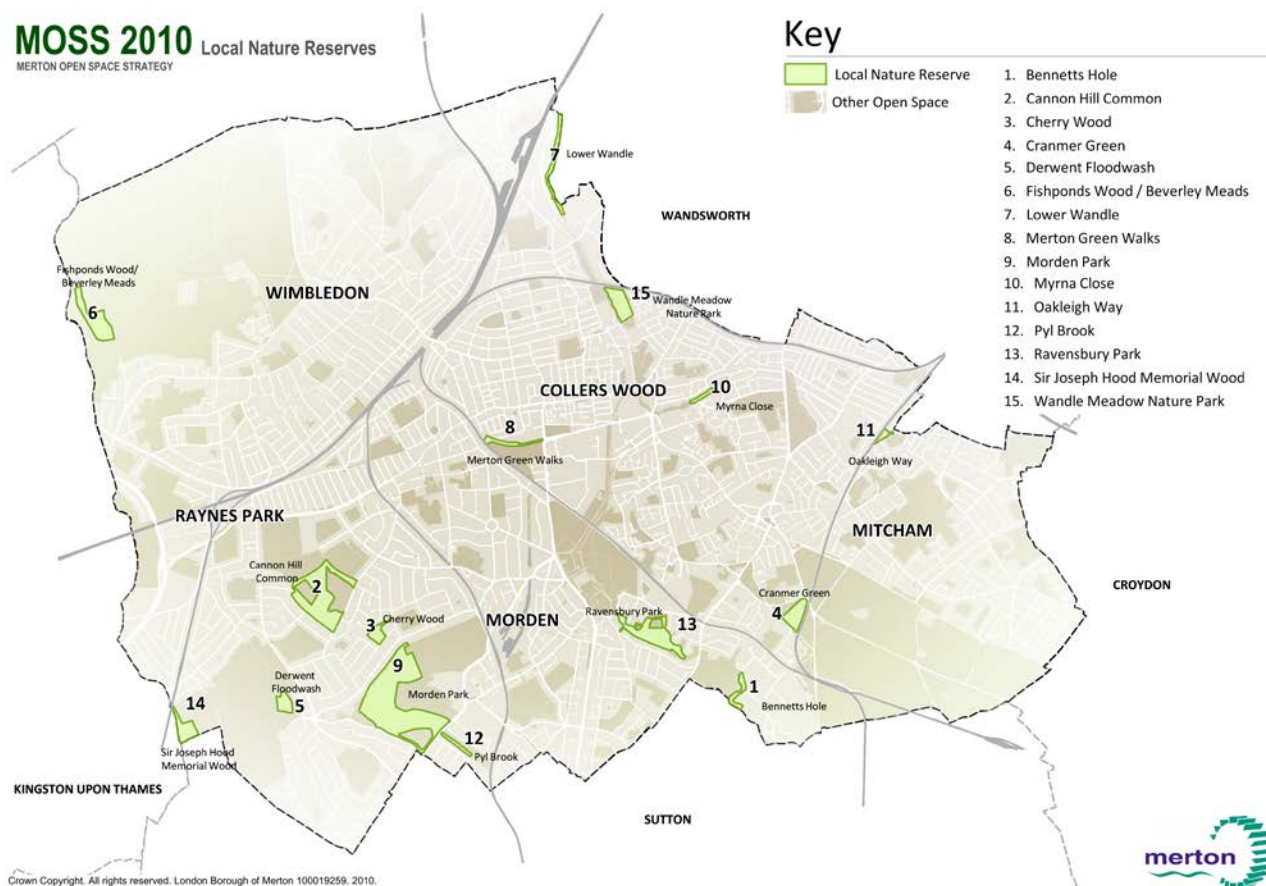 MOSS 2010 Local Nature Reserves
MERTON OPEN SPACE STRATEGY
Key
Local Nature Reserve
Other Open Space
1. Bennetts Hole
2. Cannon Hill Common
3. Cherry Wood
4. Cranmer Green
5. Derwent Floodwash
6. Fishponds Wood / Beverley Meads
7. Lower Wandle
8. Merton Green Walks
9. Morden Park
10. Myrna Close
11. Oakleigh Way
12. Pyl Brook
13. Ravensbury Park
14. Sir Joseph Hood Memorial Wood
15. Wandle Meadow Nature Park
7 Lower Wandle
WANDSWORTH
Fishponds Wood/
Beverley Meads
6
WIMBLEDON
15
Wandle Meadow
Nature Park
COLLERS WOOD
10
Myrna Close
8
Merton Green Walks
11
Oakleigh Way
RAYNES PARK
MITCHAM
Cannon Hill
Common
2
CROYDON
Cranmer Green
4
3 Cherry Wood
MORDEN
Ravensbury Park
13
9
Morden Park
Derwent
Floodwash
5
1
Bennetts Hole
14
Sir Joseph Hood
Memorial Wood
12
Pyl Brook
KINGSTON UPON THAMES
SUTTON
merton
Crown Copyright. All rights reserved. London Borough of Merton 100019259. 2010.